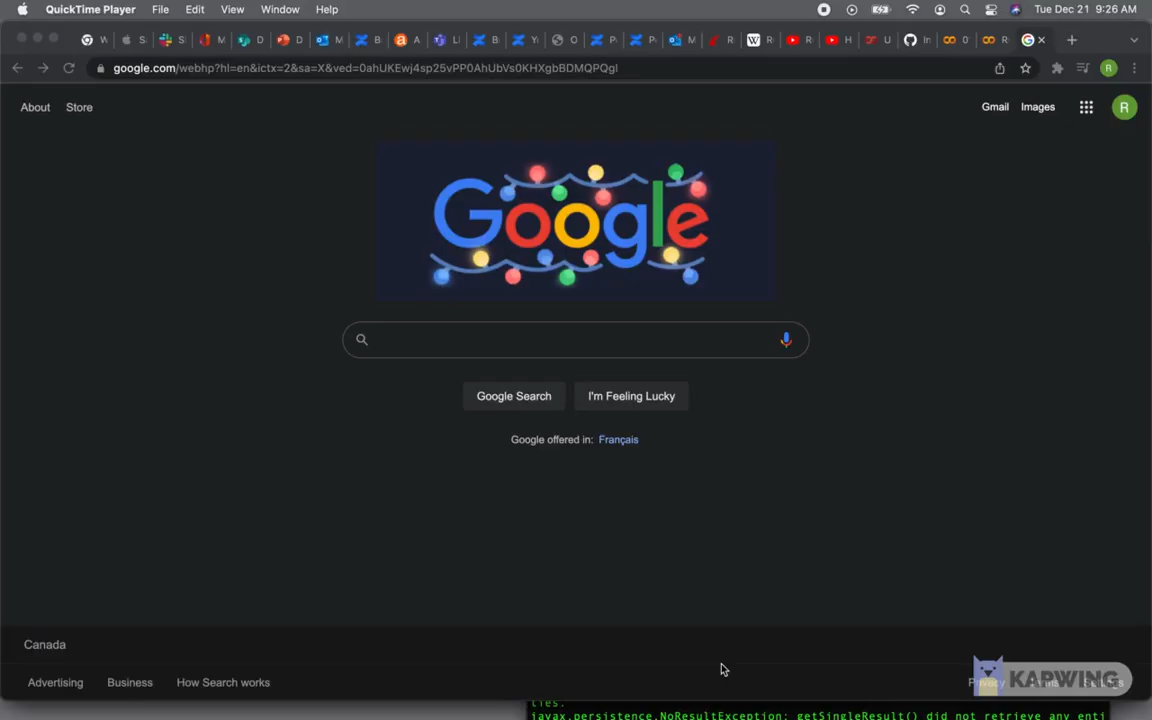 QuickTime Player File Edit View Window Help Tue Dec 21 9:26 AM
google.com/webhp?hl=en&ictx=2&sa=X&ved=0ahUKEwj4sp25vPP0AhUbVs0KHXgbBDMQPQgI
About Store Gmail Images R
Google
Google Search I'm Feeling Lucky
Google offered in: Français
Canada
Advertising Business How Search works Privacy
KAPWING
ties.
javax.persistence.NoResultException: getSingleResult() did not retrieve any enti